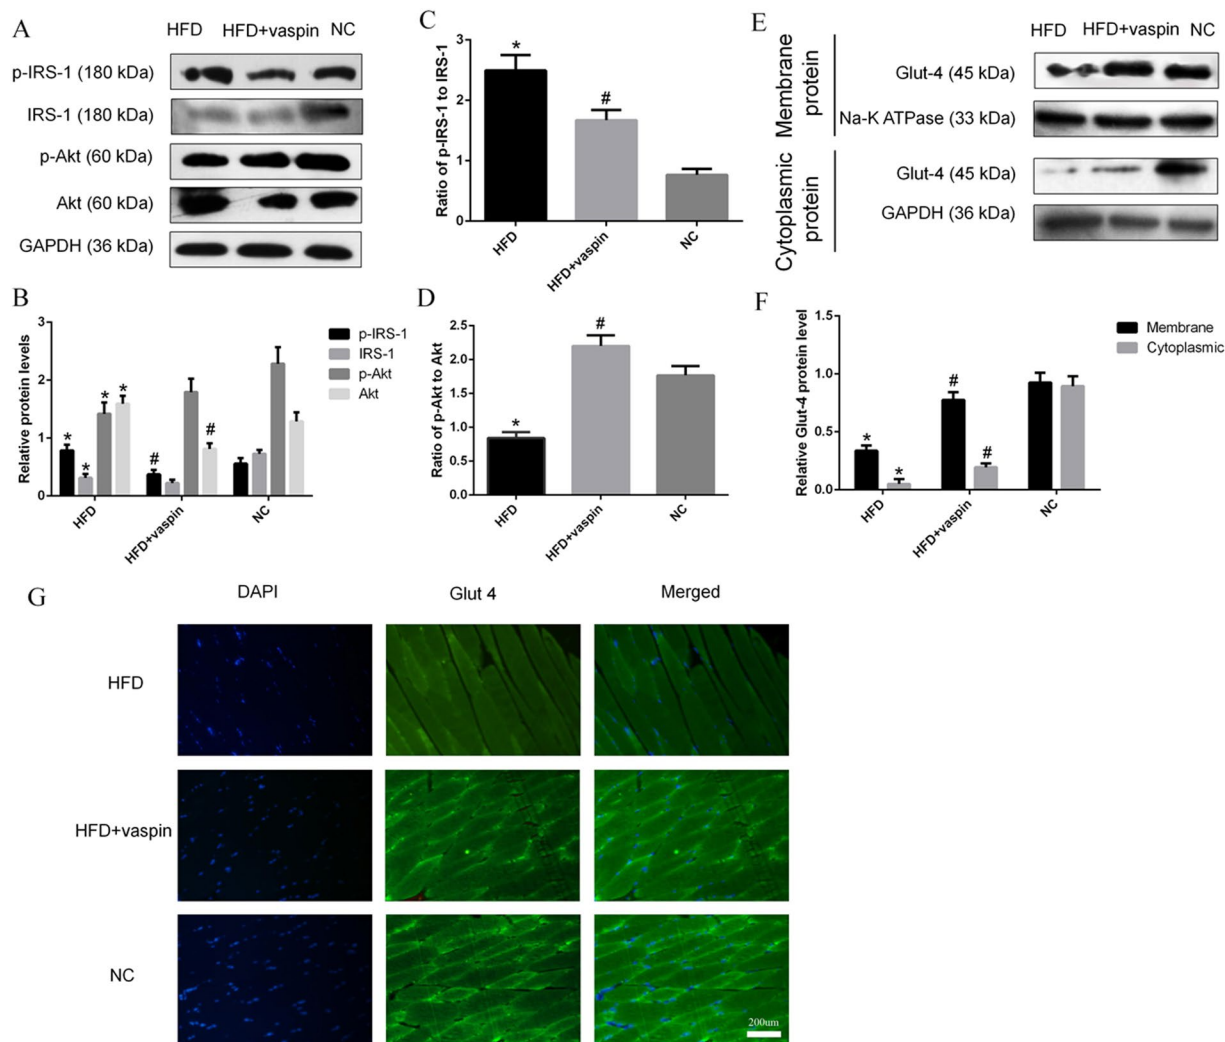 A
HFD HFD+vaspin NC
p-IRS-1 (180 kDa)
IRS-1 (180 kDa)
p-Akt (60 kDa)
Akt (60 kDa)
GAPDH (36 kDa)
B
Relative protein levels
3
2
1
0
HFD
HFD+vaspin
NC
p-IRS-1
IRS-1
p-Akt
Akt
* * * *
# #
C
Ratio of p-IRS-1 to IRS-1
3
2
1
0
*
#
HFD
HFD+vaspin
NC
D
Ratio of p-Akt to Akt
2.5
2.0
1.5
1.0
0.5
0.0
*
#
HFD
HFD+vaspin
NC
E
HFD HFD+vaspin NC
Membrane
protein
Glut-4 (45 kDa)
Na-K ATPase (33 kDa)
Cytoplasmic
protein
Glut-4 (45 kDa)
GAPDH (36 kDa)
F
Relative Glut-4 protein level
1.5
1.0
0.5
0.0
* *
# #
HFD
HFD+vaspin
NC
Membrane
Cytoplasmic
G
DAPI Glut 4 Merged
HFD
HFD+vaspin
NC
200um